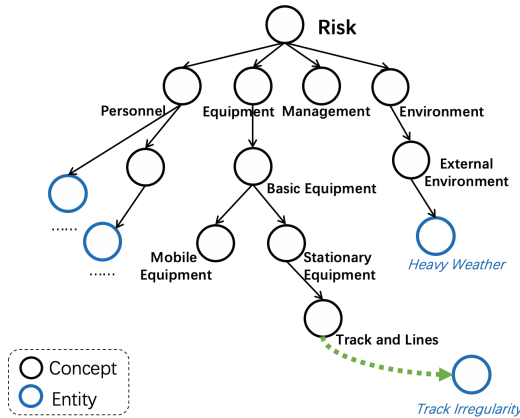 Risk
Personnel
Equipment
Management
Environment
Basic Equipment
External
Environment
......
......
Mobile
Equipment
Stationary
Equipment
Heavy Weather
Track and Lines
Concept
Entity
Track Irregularity